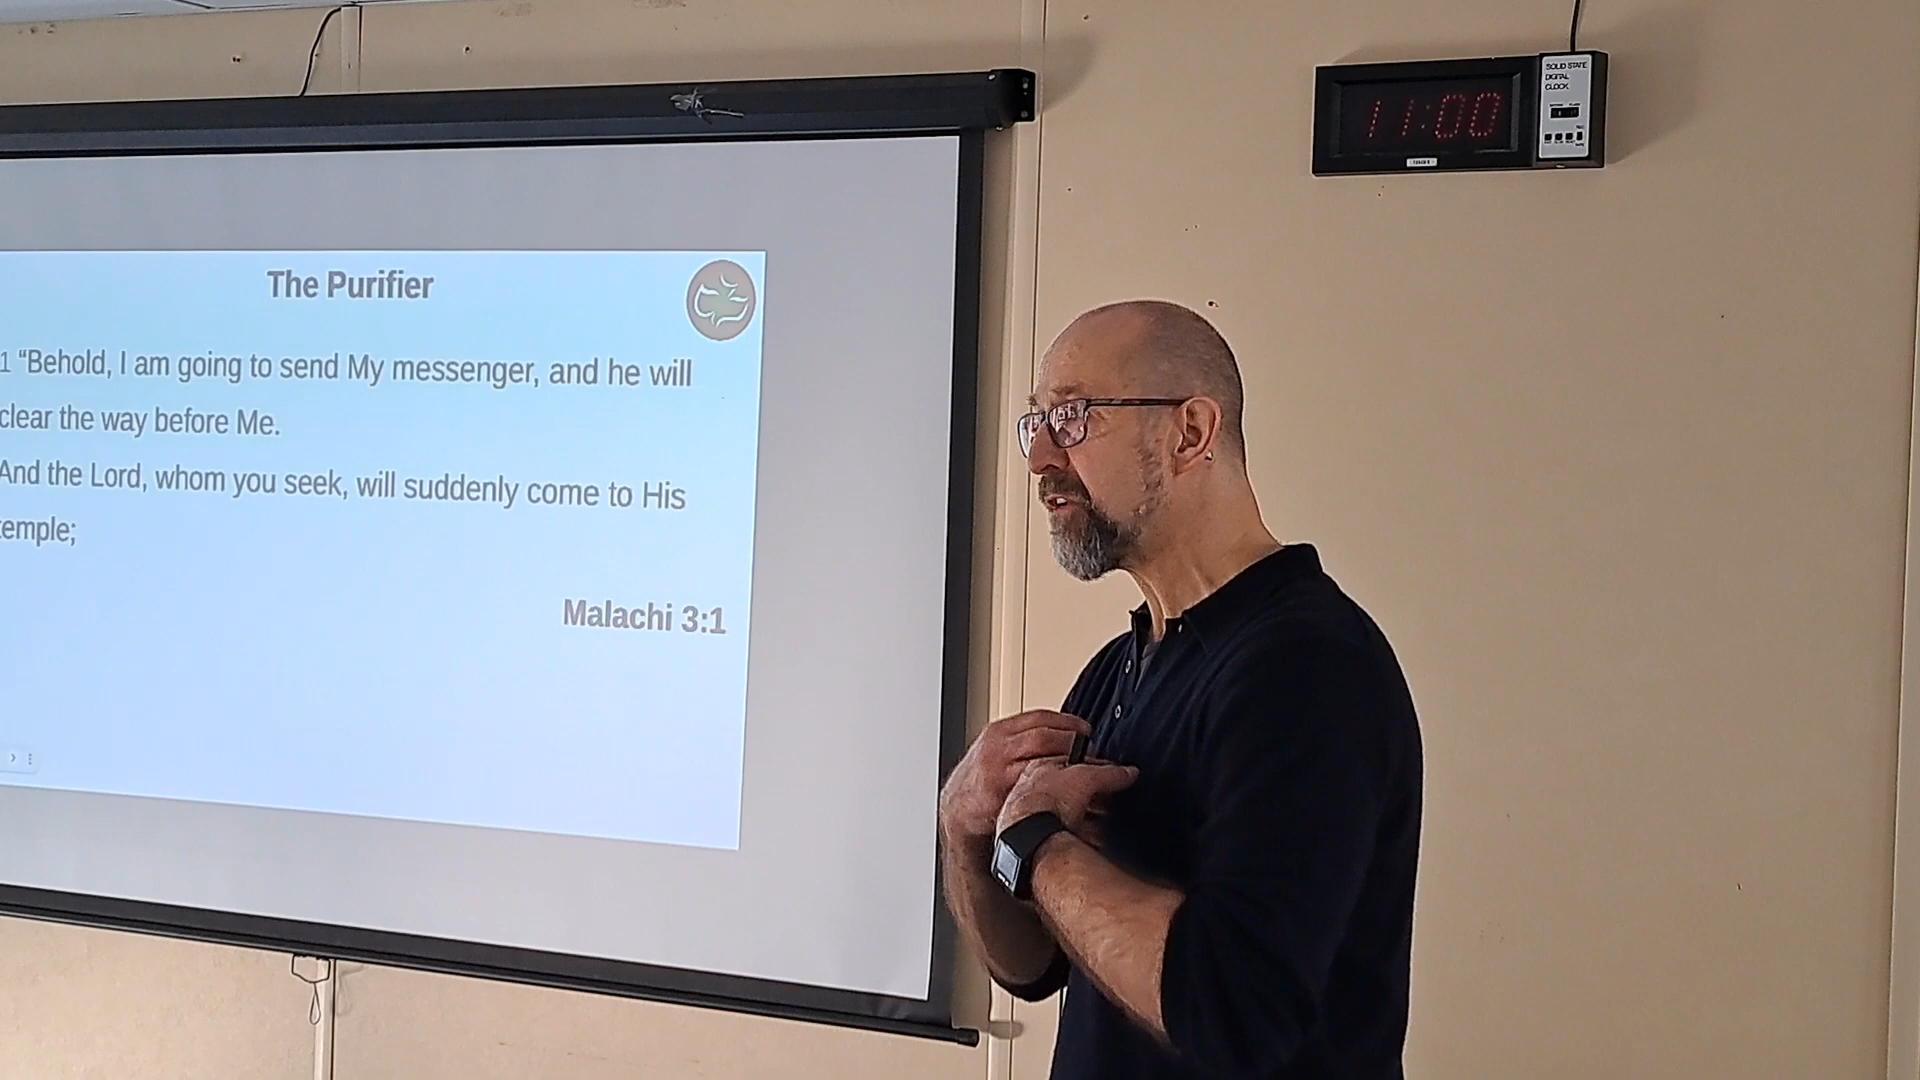 The Purifier
1 “Behold, I am going to send My messenger, and he will
clear the way before Me.
And the Lord, whom you seek, will suddenly come to His
temple;
Malachi 3:1
SOLID STATE
DIGITAL
CLOCK
11:00